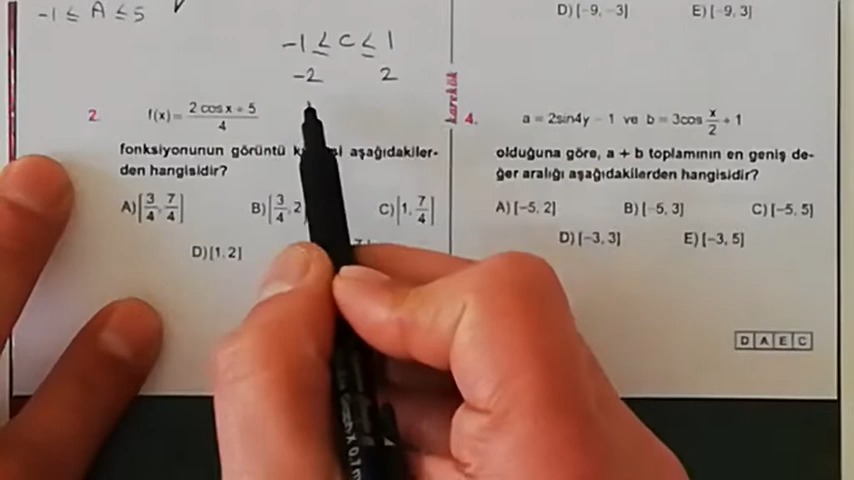 -1 ≤ A ≤ 5
-1 ≤ C ≤ 1
-2 2
2. f(x) = (2 cosx + 5)/4
fonksiyonunun görüntü aşağıdakiler-
den hangisidir?
A) [3/4, 7/4] B) [3/4, 2 C) [1, 7/4]
D) [1, 2]
D) [-9, -3] E) [-9, 3]
karekök
4. a = 2sin4y - 1 ve b = 3cos x/2 + 1
olduğuna göre, a + b toplamının en geniş de-
ğer aralığı aşağıdakilerden hangisidir?
A) [-5, 2] B) [-5, 3] C) [-5, 5]
D) [-3, 3] E) [-3, 5]
D A E C